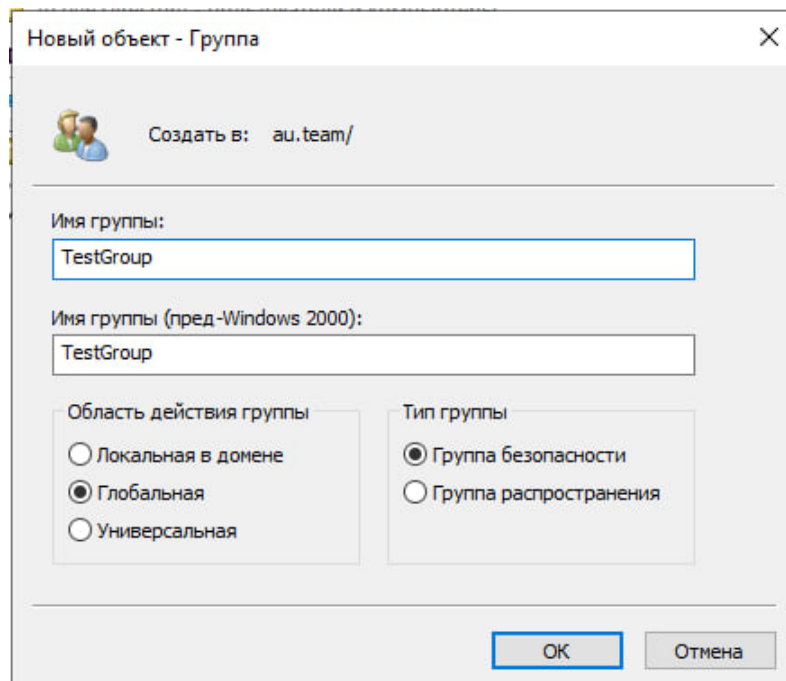 Новый объект - Группа
Создать в: au.team/
Имя группы:
TestGroup
Имя группы (пред-Windows 2000):
TestGroup
Область действия группы
Локальная в домене
Глобальная
Универсальная
Тип группы
Группа безопасности
Группа распространения
ОК
Отмена